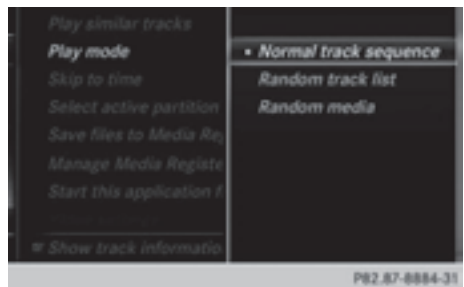 Play similar tracks
Play mode
Skip to time
Select active partition
Save files to Media Reg
Manage Media Registe
Start this application f
Show track informatio
Normal track sequence
Random track list
Random media
P82.87-8884-31